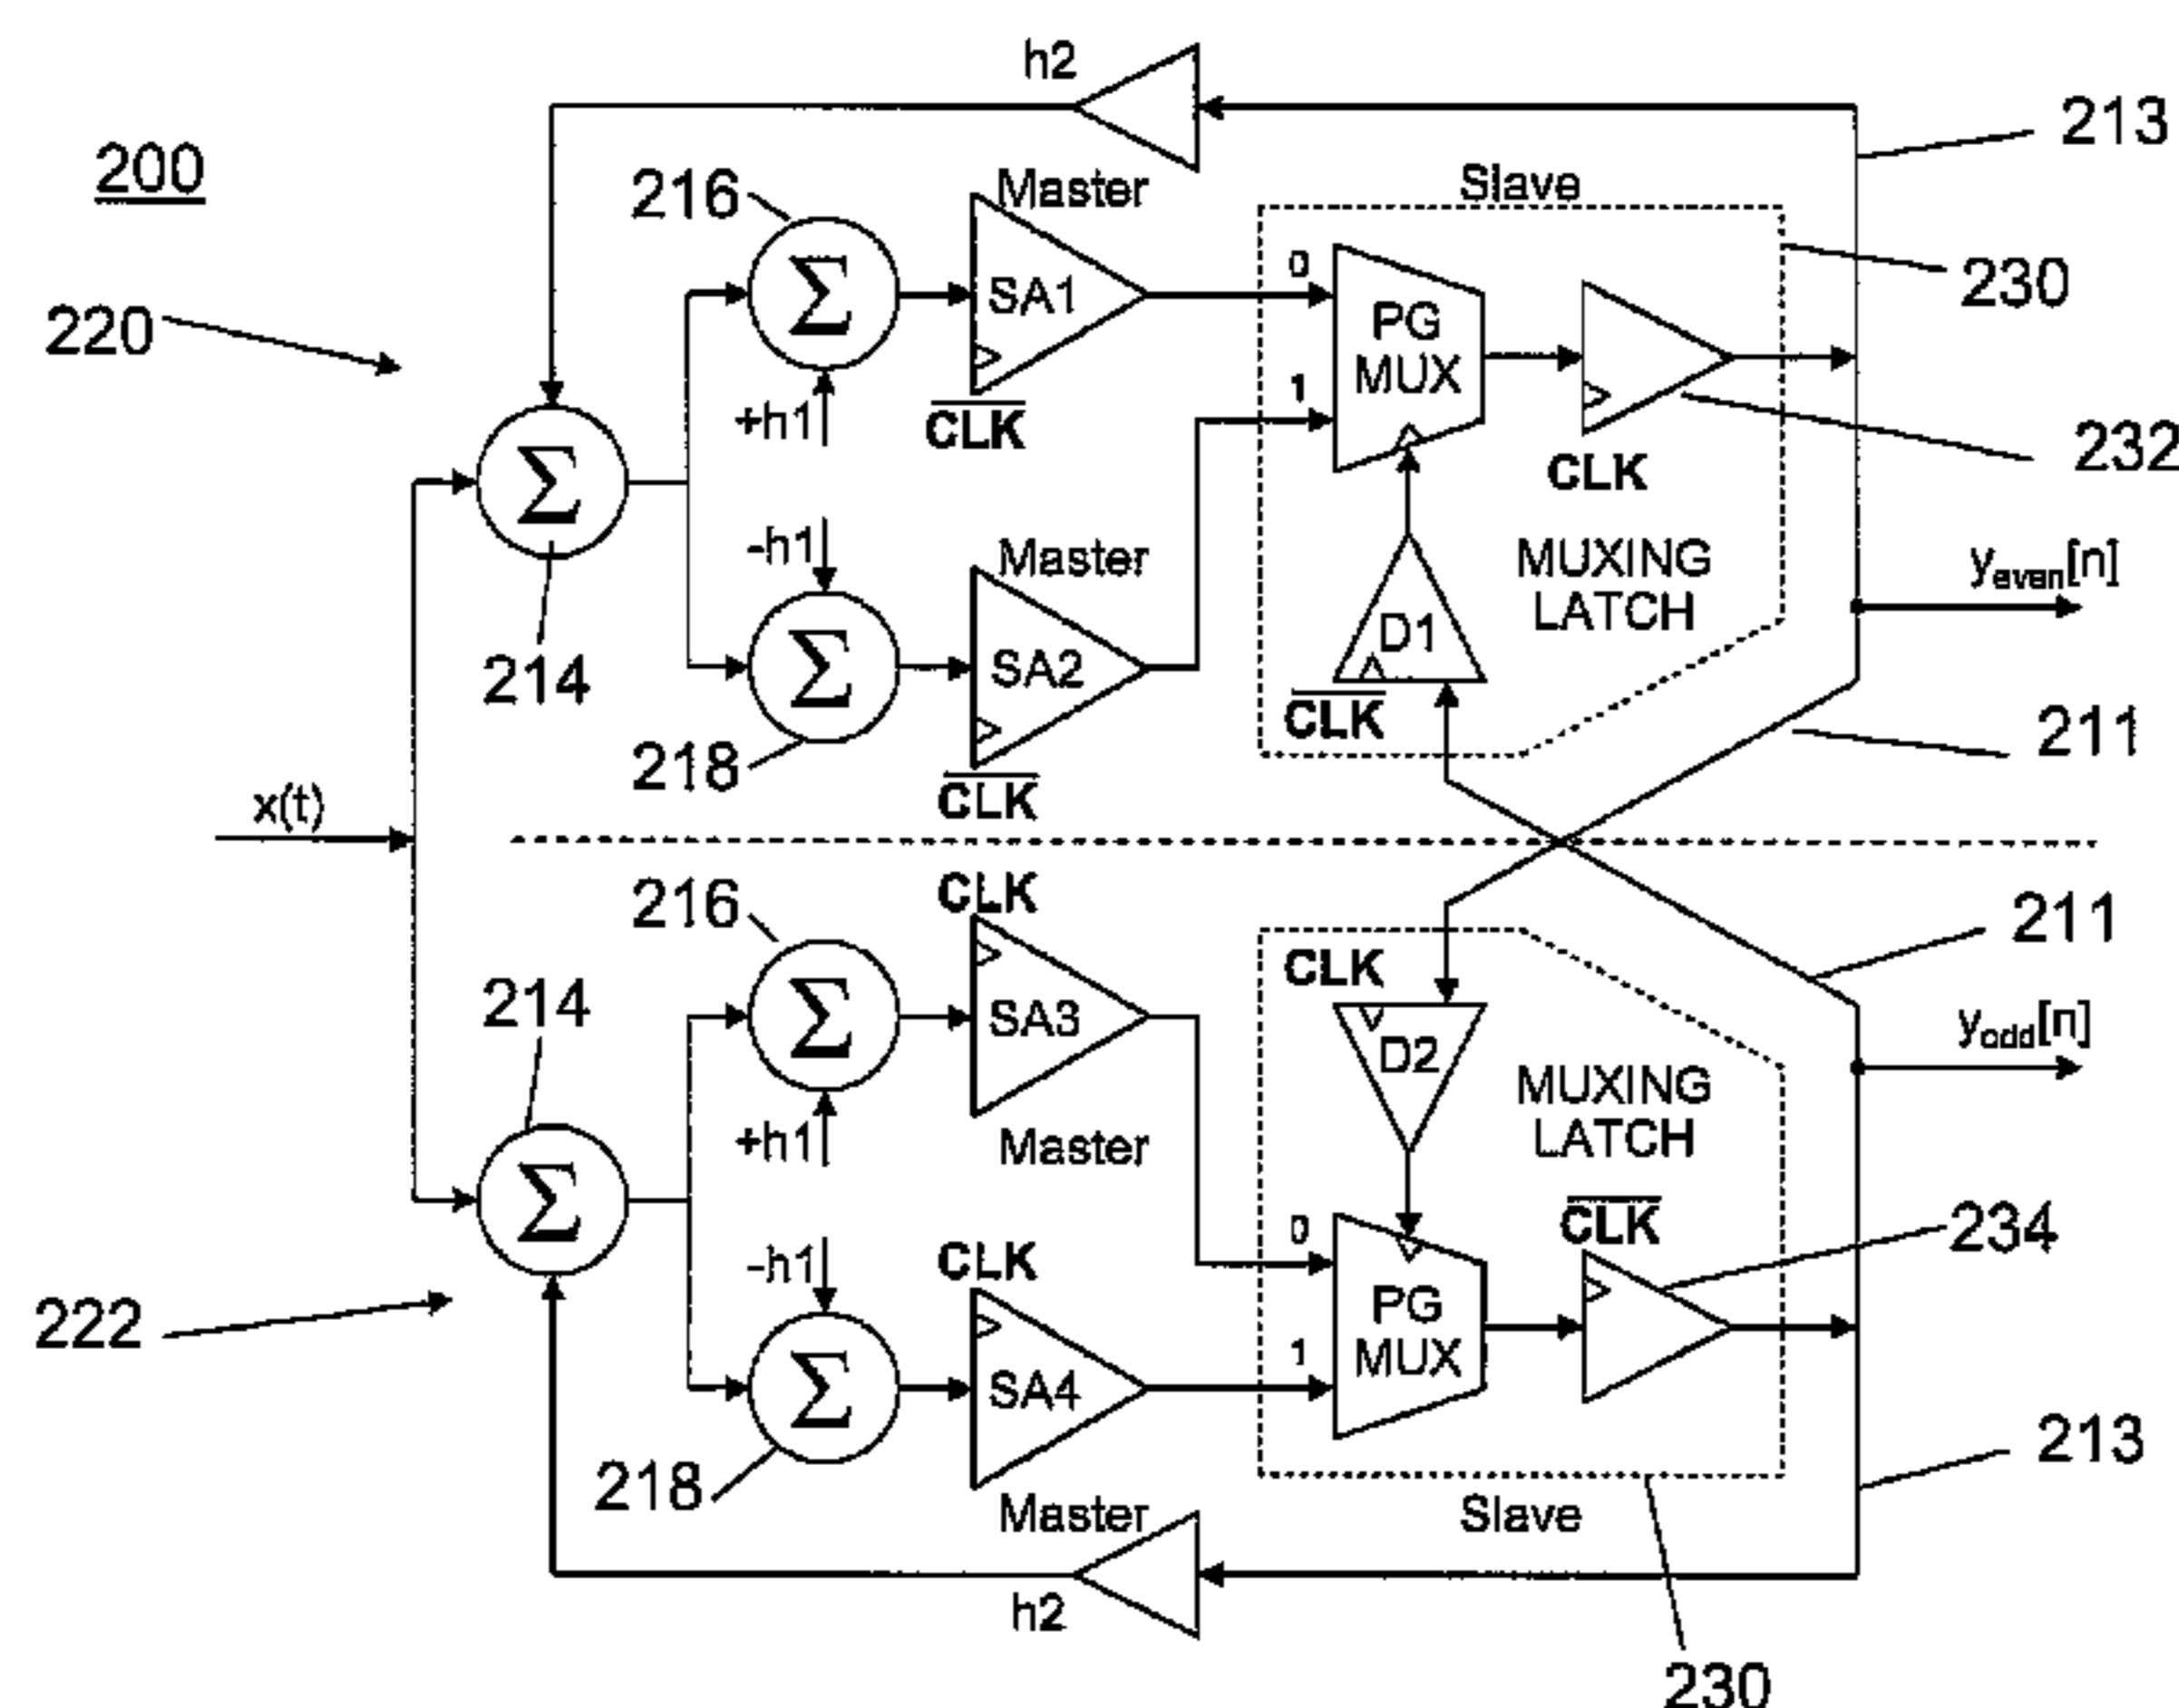 200
h2
213
216
Master
Slave
230
220
Σ
SA1
0
PG
MUX
+h1
CLK
1
232
CLK
Σ
-h1
Master
MUXING
LATCH
yeven[n]
214
Σ
SA2
D1
CLK
218
CLK
211
x(t)
216
CLK
211
CLK
214
Σ
SA3
D2
yodd[n]
MUXING
LATCH
+h1
Master
Σ
CLK
0
CLK
234
-h1
PG
MUX
222
Σ
SA4
1
213
218
Master
Slave
h2
230